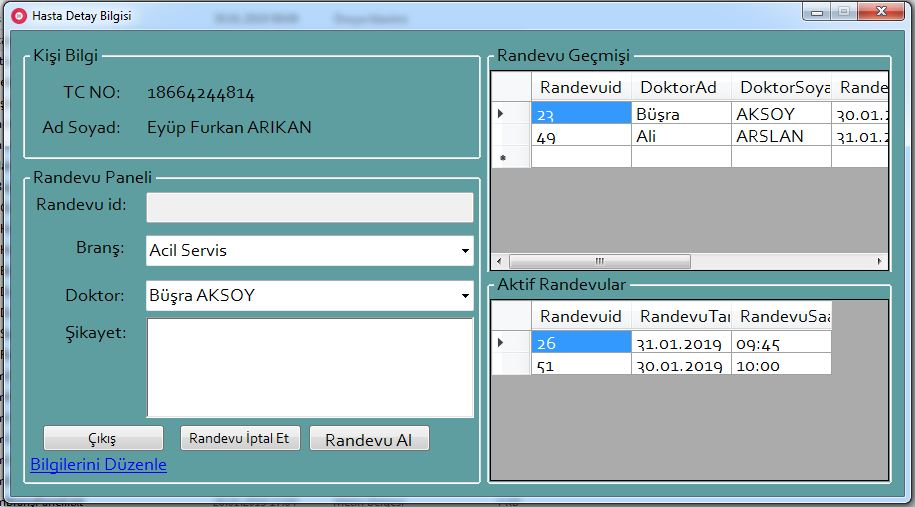 Hasta Detay Bilgisi
Kişi Bilgi
TC NO: 18664244814
Ad Soyad: Eyüp Furkan ARIKAN
Randevu Paneli
Randevu id:
Branş: Acil Servis
Doktor: Büşra AKSOY
Şikayet:
Çıkış Randevu İptal Et Randevu Al
Bilgilerini Düzenle
Randevu Geçmişi
Randevuid DoktorAd DoktorSoya Rande
23 Büşra AKSOY 30.01.2
49 Ali ARSLAN 31.01.2
Aktif Randevular
Randevuid RandevuTar RandevuSaa
26 31.01.2019 09:45
51 30.01.2019 10:00